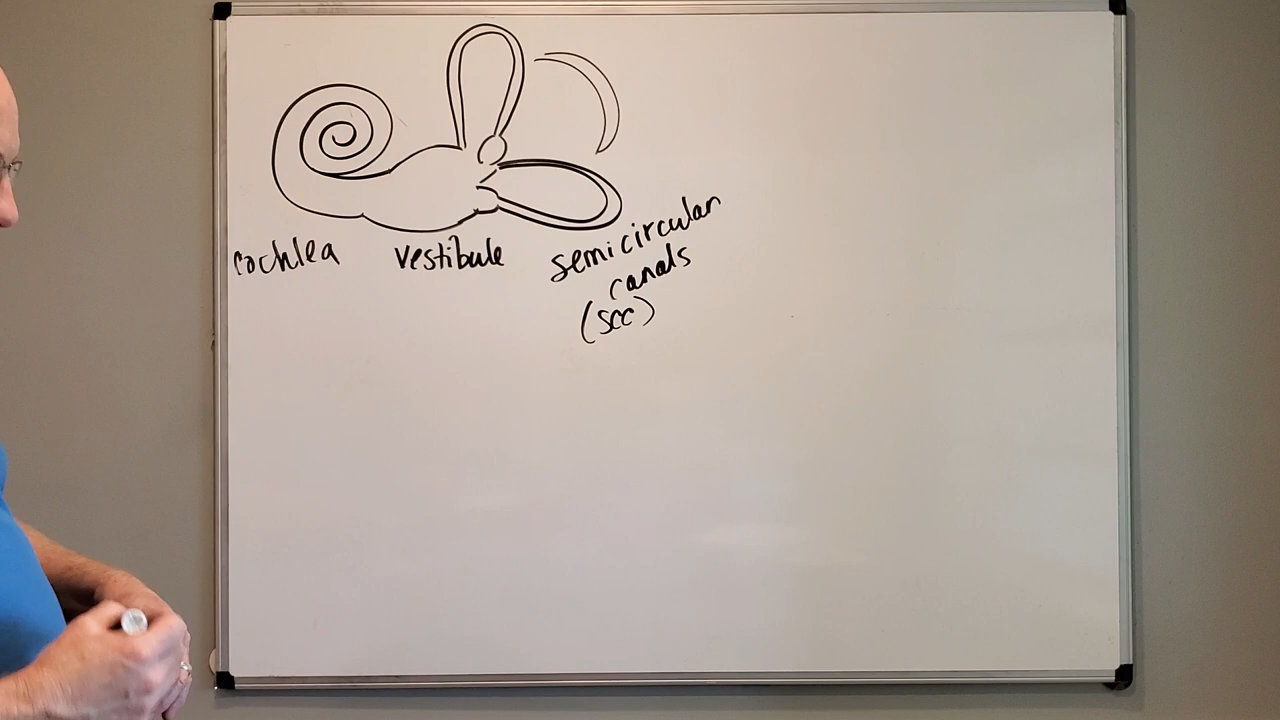 cochlea
vestibule
semicircular
canals
(scc)